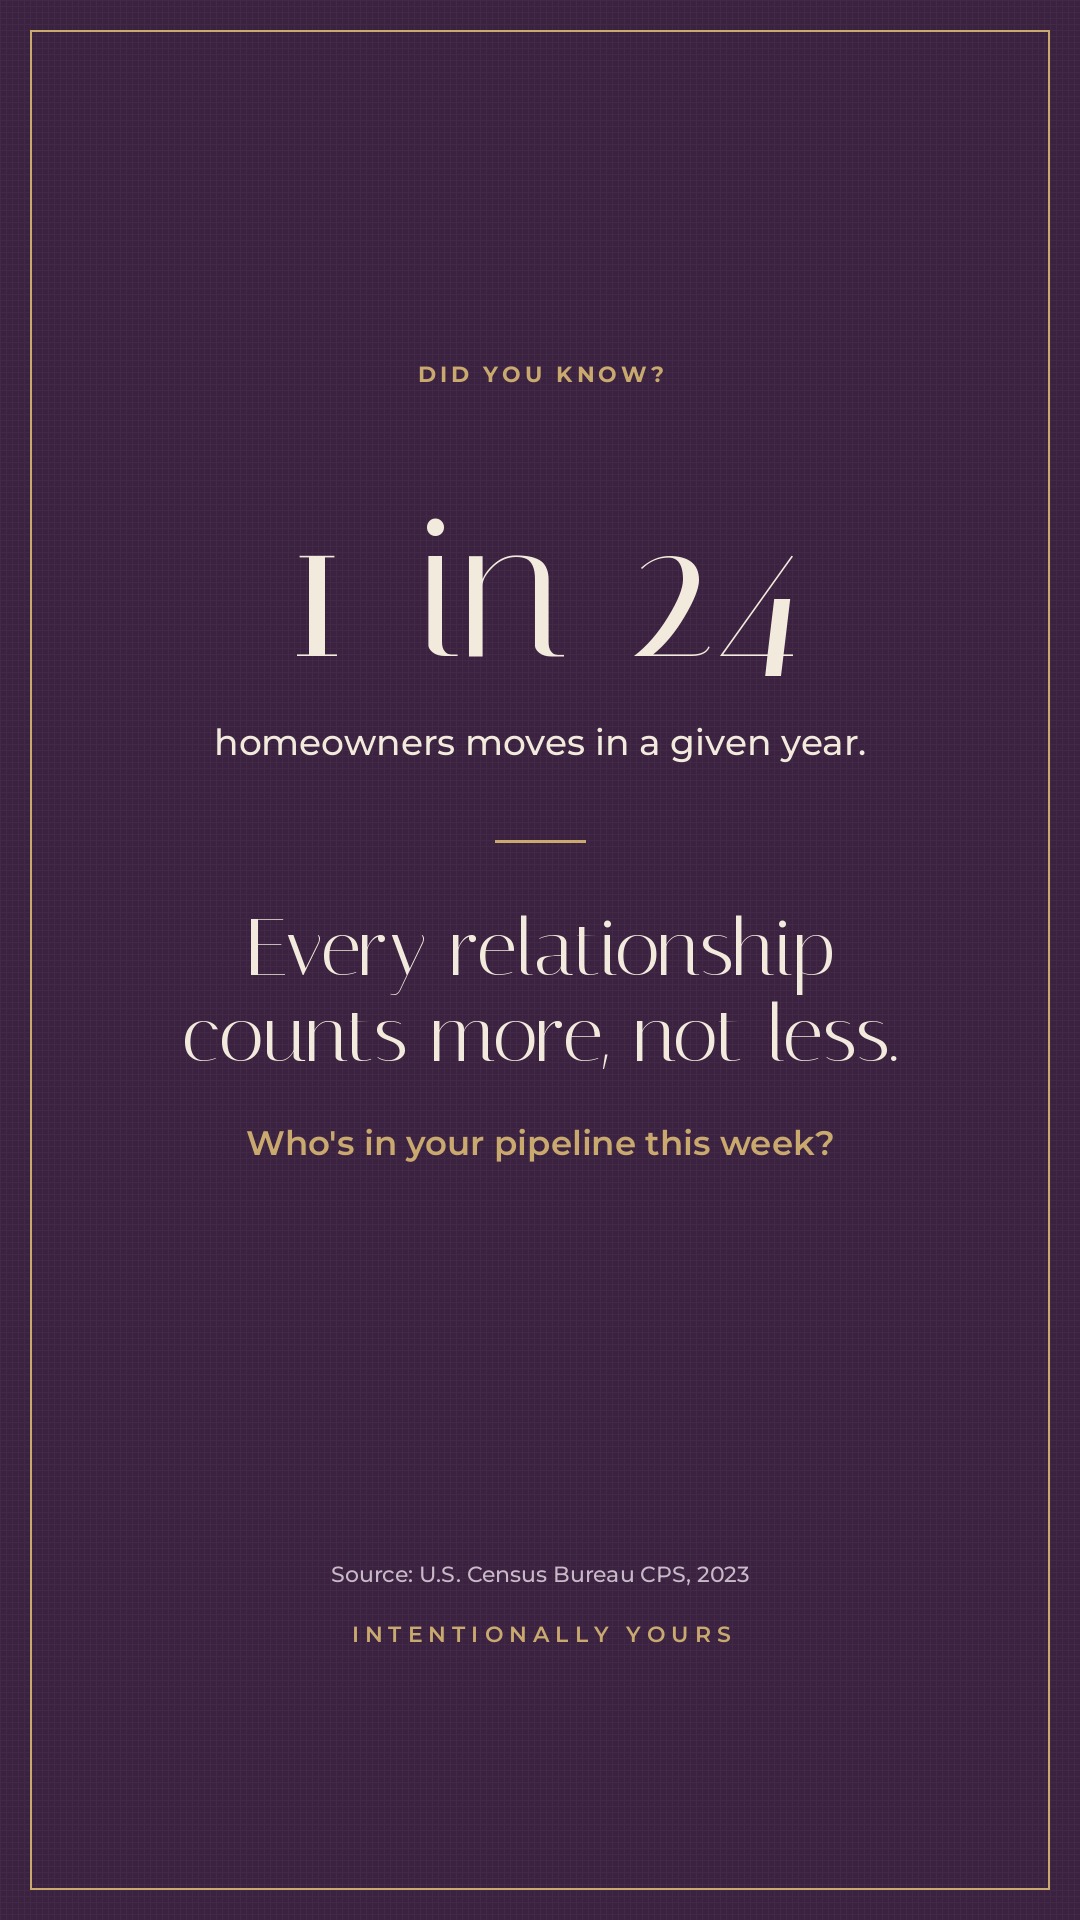 DID YOU KNOW?
1 in 24
homeowners moves in a given year.
Every relationship
counts more, not less.
Who's in your pipeline this week?
Source: U.S. Census Bureau CPS, 2023
INTENTIONALLY YOURS